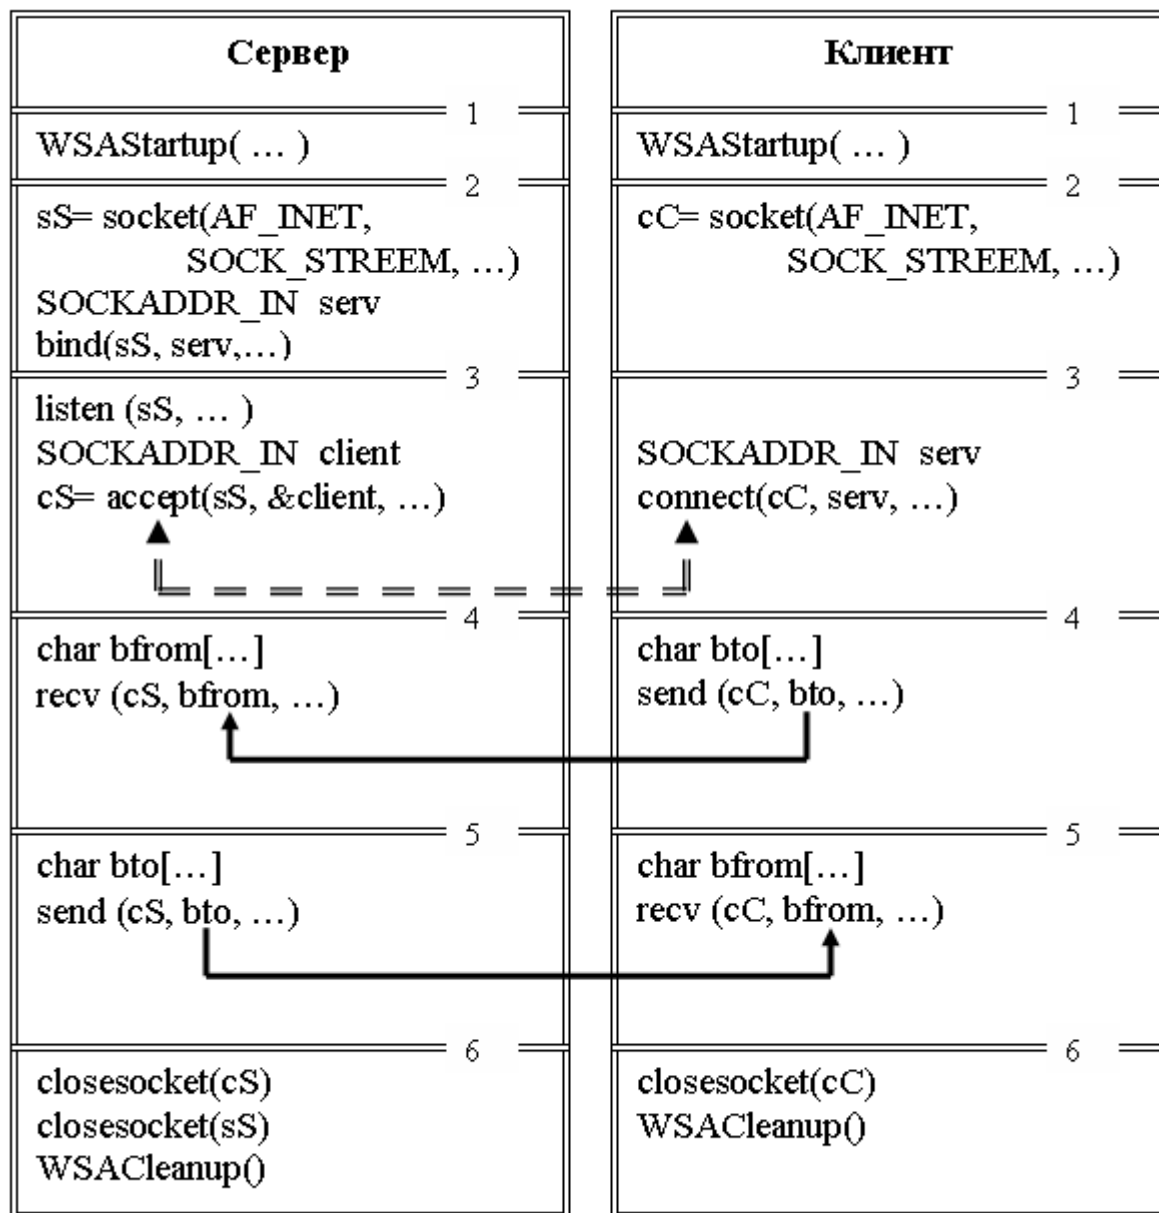 Сервер
1
WSAStartup( … )
2
sS= socket(AF_INET,
SOCK_STREEM, …)
SOCKADDR_IN serv
bind(sS, serv,…)
3
listen (sS, … )
SOCKADDR_IN client
cS= accept(sS, &client, …)
4
char bfrom[…]
recv (cS, bfrom, …)
5
char bto[…]
send (cS, bto, …)
6
closesocket(cS)
closesocket(sS)
WSACleanup()
Клиент
1
WSAStartup( … )
2
cC= socket(AF_INET,
SOCK_STREEM, …)
3
SOCKADDR_IN serv
connect(cC, serv, …)
4
char bto[…]
send (cC, bto, …)
5
char bfrom[…]
recv (cC, bfrom, …)
6
closesocket(cC)
WSACleanup()